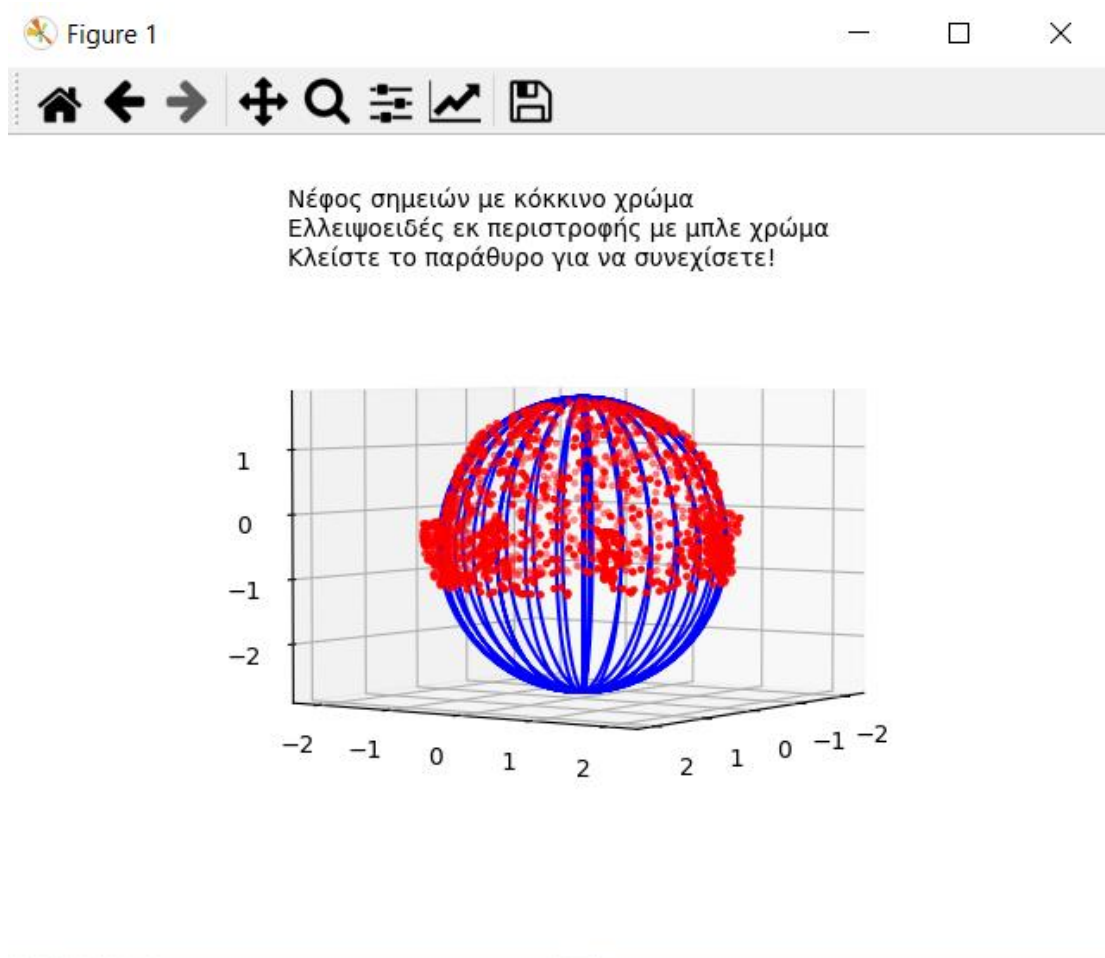 Figure 1
Νέφος σημειών με κόκκινο χρώμα
Ελλειψοειδές εκ περιστροφής με μπλε χρώμα
Κλείστε το παράθυρο για να συνεχίσετε!
1
0
−1
−2
−2 −1 0 1 2
2 1 0 −1 −2